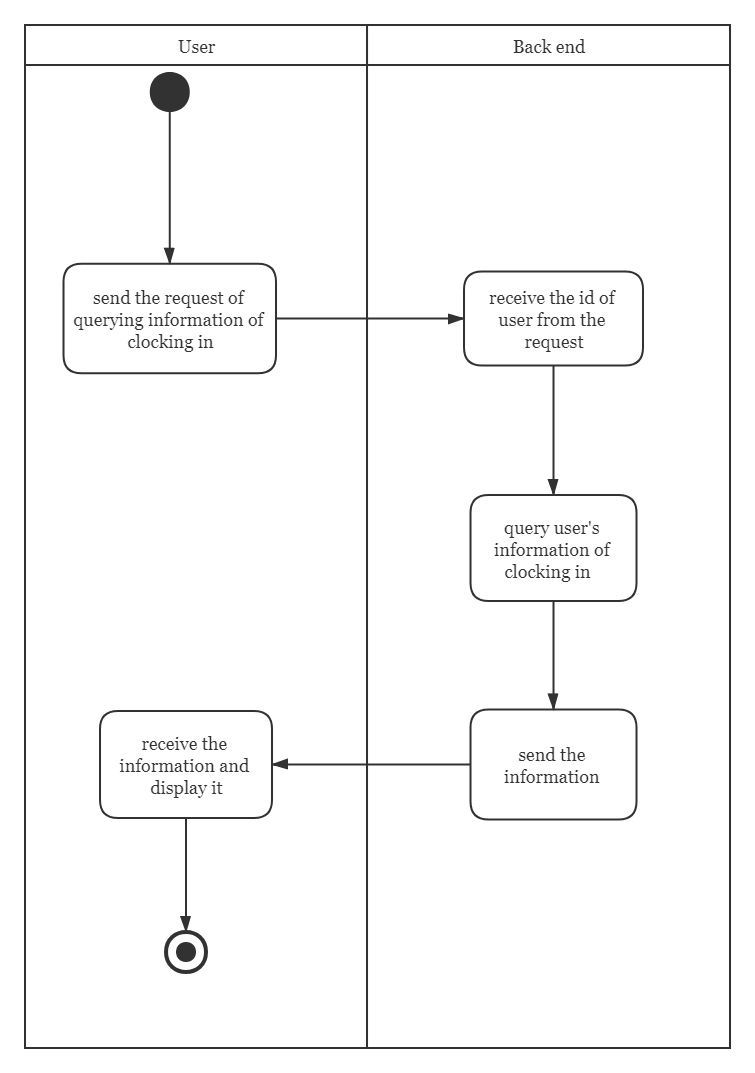 User
Back end
send the request of
querying information of
clocking in
receive the id of
user from the
request
query user's
information of
clocking in
send the
information
receive the
information and
display it